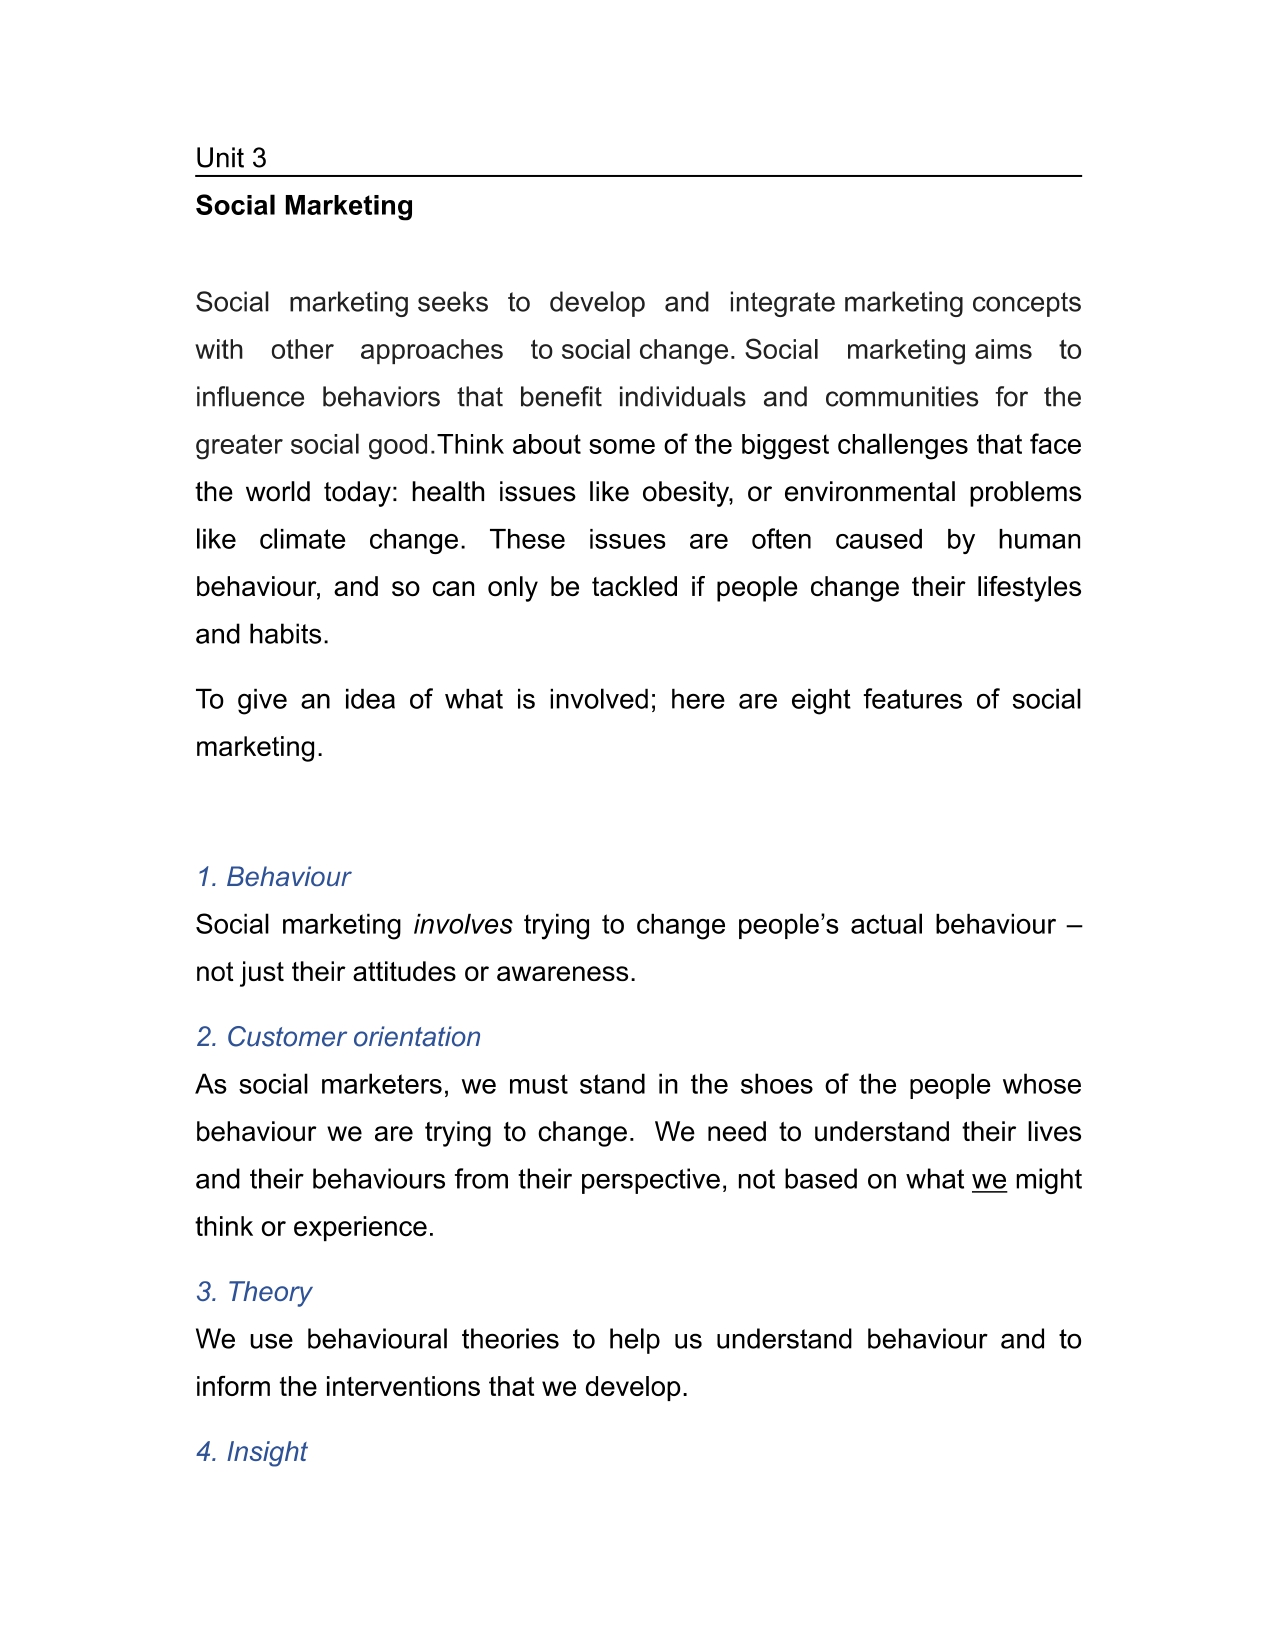 Unit 3
Social Marketing
Social marketing seeks to develop and integrate marketing concepts
with other approaches to social change. Social marketing aims to
influence behaviors that benefit individuals and communities for the
greater social good.Think about some of the biggest challenges that face
the world today: health issues like obesity, or environmental problems
like climate change. These issues are often caused by human
behaviour, and so can only be tackled if people change their lifestyles
and habits.
To give an idea of what is involved; here are eight features of social
marketing.
1. Behaviour
Social marketing involves trying to change people’s actual behaviour –
not just their attitudes or awareness.
2. Customer orientation
As social marketers, we must stand in the shoes of the people whose
behaviour we are trying to change. We need to understand their lives
and their behaviours from their perspective, not based on what we might
think or experience.
3. Theory
We use behavioural theories to help us understand behaviour and to
inform the interventions that we develop.
4. Insight